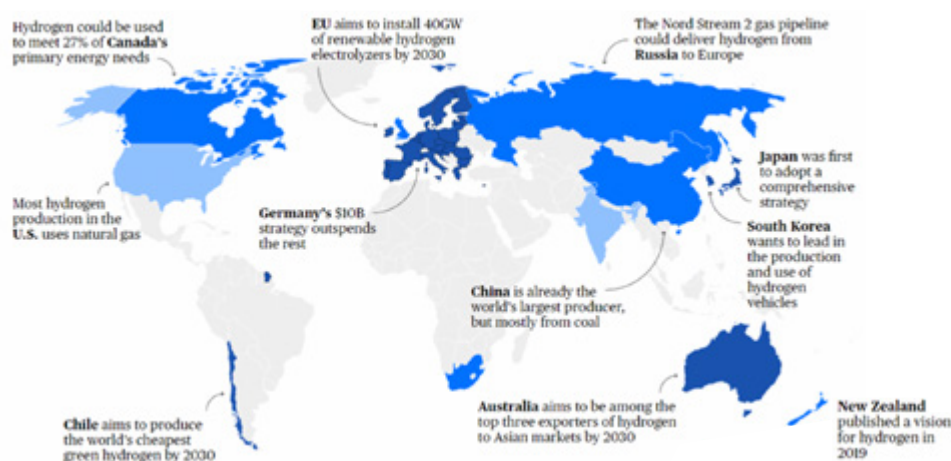 Hydrogen could be used
to meet 27% of Canada's
primary energy needs
EU aims to install 40GW
of renewable hydrogen
electrolyzers by 2030
The Nord Stream 2 gas pipeline
could deliver hydrogen from
Russia to Europe
Most hydrogen
production in the
U.S. uses natural gas
Germany's $10B
strategy outspends
the rest
Japan was first
to adopt a
comprehensive
strategy
South Korea
wants to lead in
the production
and use of
hydrogen
vehicles
China is already the
world's largest producer,
but mostly from coal
Chile aims to produce
the world's cheapest
green hydrogen by 2030
Australia aims to be among the
top three exporters of hydrogen
to Asian markets by 2030
New Zealand
published a vision
for hydrogen in
2019